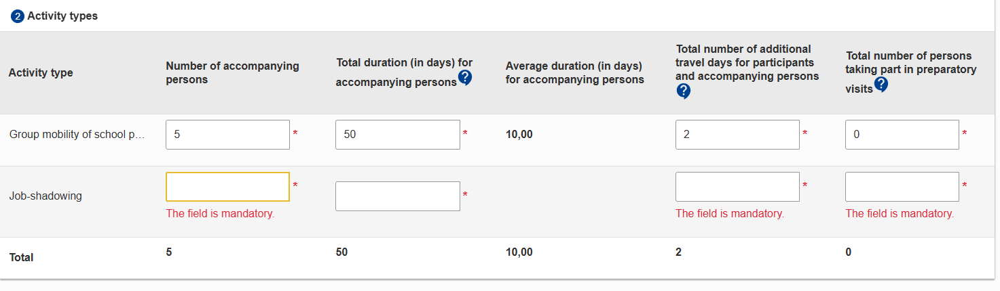 2 Activity types
Activity type
Number of accompanying
persons
Total duration (in days) for
accompanying persons ?
Average duration (in days)
for accompanying persons
Total number of additional
travel days for participants
and accompanying persons
?
Total number of persons
taking part in preparatory
visits ?
Group mobility of school p... 5 * 50 * 10,00 2 * 0 *
Job-shadowing * * * *
The field is mandatory. The field is mandatory. The field is mandatory.
Total 5 50 10,00 2 0